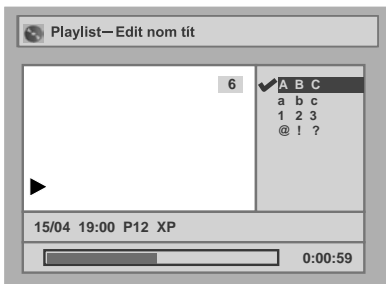 Playlist—Edit nom tít
6
A B C
a b c
1 2 3
@ ! ?
15/04 19:00 P12 XP
0:00:59